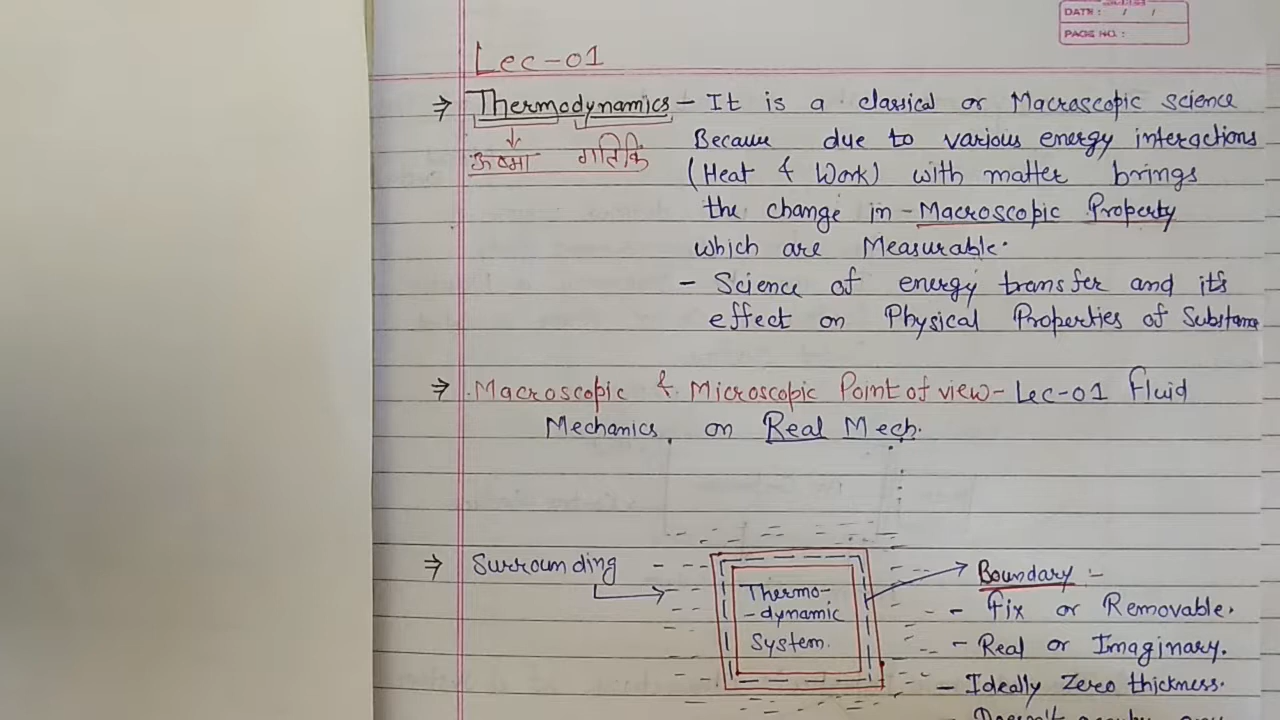 DATE : / /
PAGE NO. :
Lec-01
⇒ Thermodynamics - It is a classical or Macroscopic science
ऊष्मा गतिकि
Because due to various energy interactions
(Heat & Work) with matter brings
the change in - Macroscopic Property
which are Measurable.
- Science of energy transfer and its
effect on Physical Properties of Substance
⇒ Macroscopic & Microscopic Point of view - Lec-01 Fluid
Mechanics, on Real Mech.
⇒ Surrounding
Thermo-
-dynamic
System.
Boundary :-
- Fix or Removable.
- Real or Imaginary.
- Ideally Zero thickness.
- Doesn't